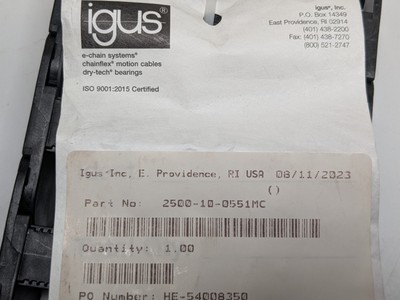 igus®
igus®, Inc.
P.O. Box 14349
East Providence, RI 02914
(401) 438-2200
Fax: (401) 438-7270
(800) 521-2747
e-chain systems®
chainflex® motion cables
dry-tech® bearings
ISO 9001:2015 Certified
Igus Inc, E. Providence, RI USA 08/11/2023
()
Part No: 2500-10-0551MC
Quantity: 1.00
PO Number: HE-54008350